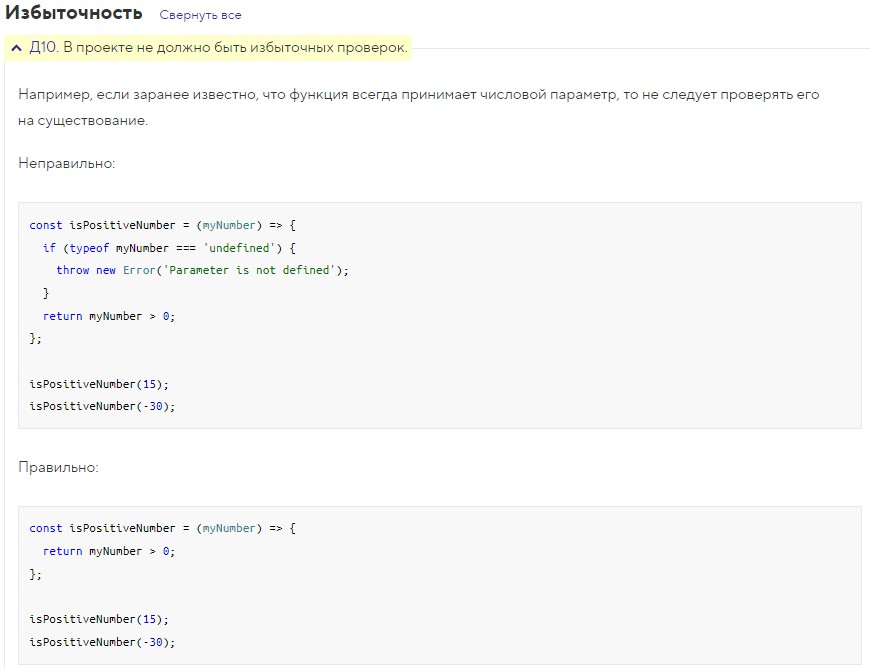 Избыточность Свернуть все
Д10. В проекте не должно быть избыточных проверок.
Например, если заранее известно, что функция всегда принимает числовой параметр, то не следует проверять его
на существование.
Неправильно:
const isPositiveNumber = (myNumber) => {
  if (typeof myNumber === 'undefined') {
    throw new Error('Parameter is not defined');
  }
  return myNumber > 0;
};
isPositiveNumber(15);
isPositiveNumber(-30);
Правильно:
const isPositiveNumber = (myNumber) => {
  return myNumber > 0;
};
isPositiveNumber(15);
isPositiveNumber(-30);